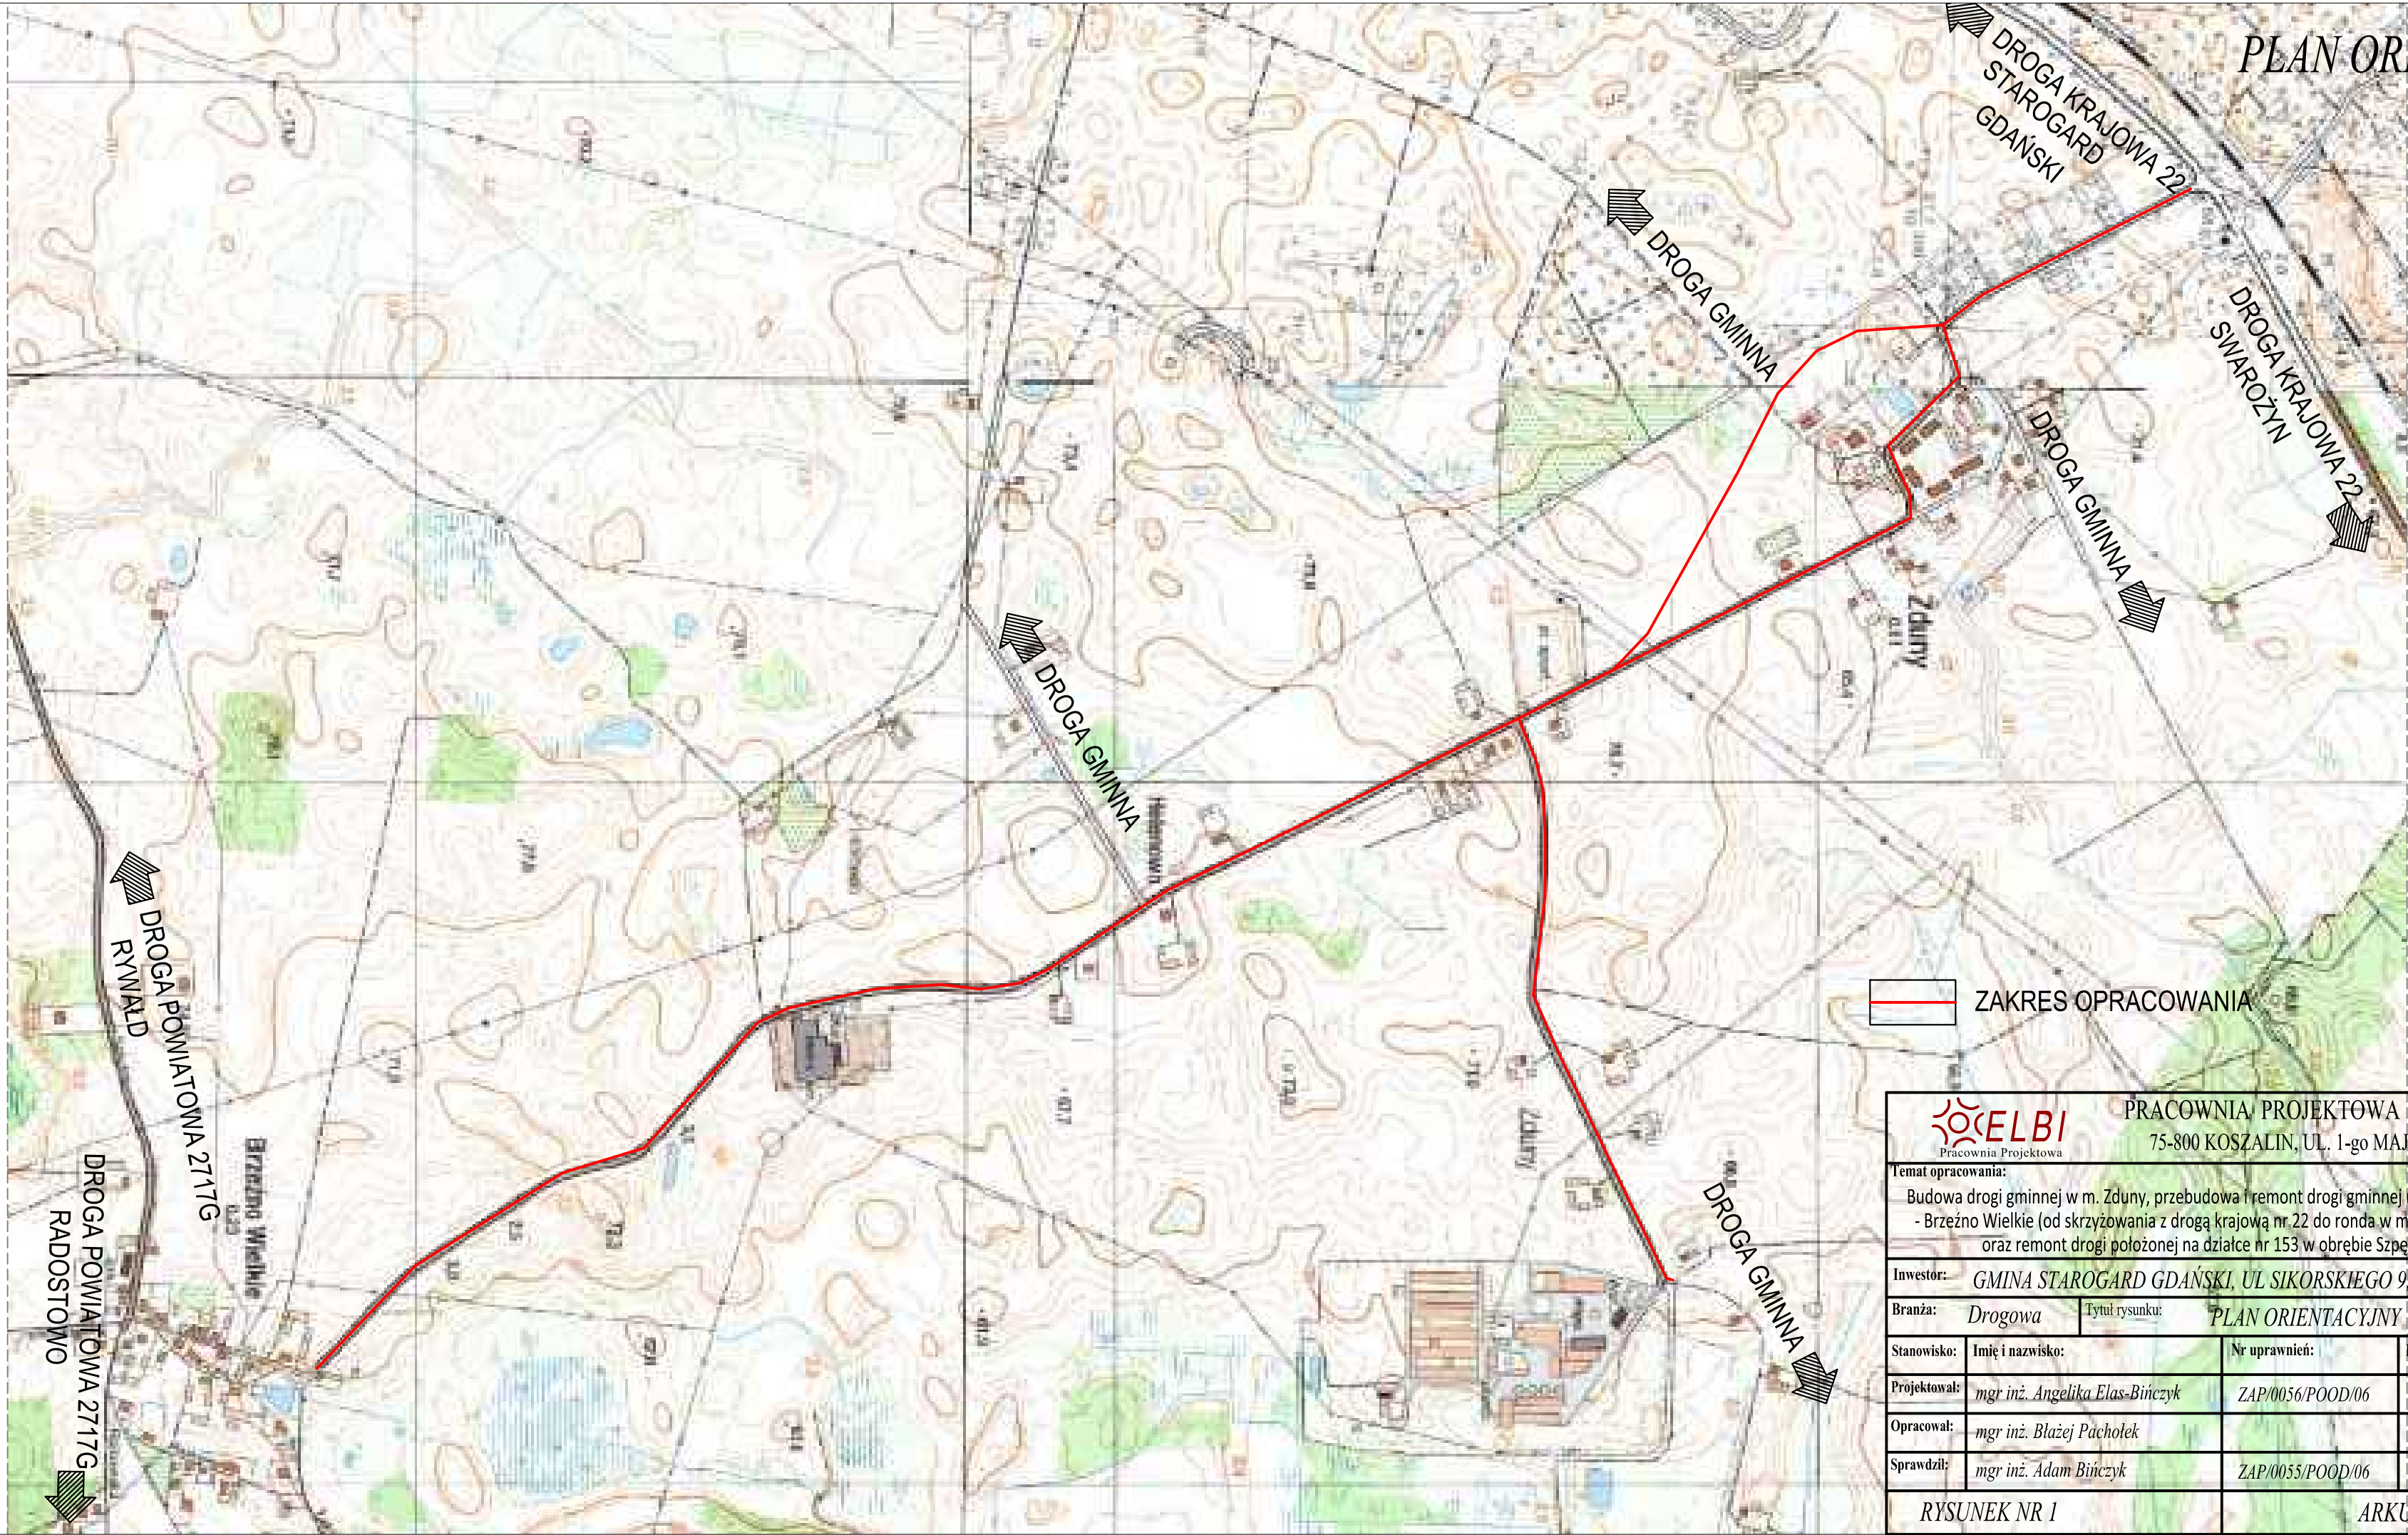 PLAN ORI
DROGA KRAJOWA 22
STAROGARD
GDAŃSKI
DROGA GMINNA
DROGA KRAJOWA 22
SWAROŻYN
DROGA GMINNA
Zduny
DROGA GMINNA
DROGA POWIATOWA 2717G
RYWAŁD
ZAKRES OPRACOWANIA
Zduny
DROGA GMINNA
Brzeźno Wielkie
DROGA POWIATOWA 2717G
RADOSTOWO
ELBI
Pracownia Projektowa
PRACOWNIA PROJEKTOWA
75-800 KOSZALIN, UL. 1-go MAJ
Temat opracowania:
Budowa drogi gminnej w m. Zduny, przebudowa i remont drogi gminnej
- Brzeźno Wielkie (od skrzyżowania z drogą krajową nr 22 do ronda w m
oraz remont drogi położonej na działce nr 153 w obrębie Szpę
Inwestor: GMINA STAROGARD GDAŃSKI, UL SIKORSKIEGO 9
Branża: Drogowa Tytuł rysunku: PLAN ORIENTACYJNY
Stanowisko: Imię i nazwisko: Nr uprawnień:
Projektował: mgr inż. Angelika Elas-Bińczyk ZAP/0056/POOD/06
Opracował: mgr inż. Błażej Pachołek
Sprawdził: mgr inż. Adam Bińczyk ZAP/0055/POOD/06
RYSUNEK NR 1 ARK